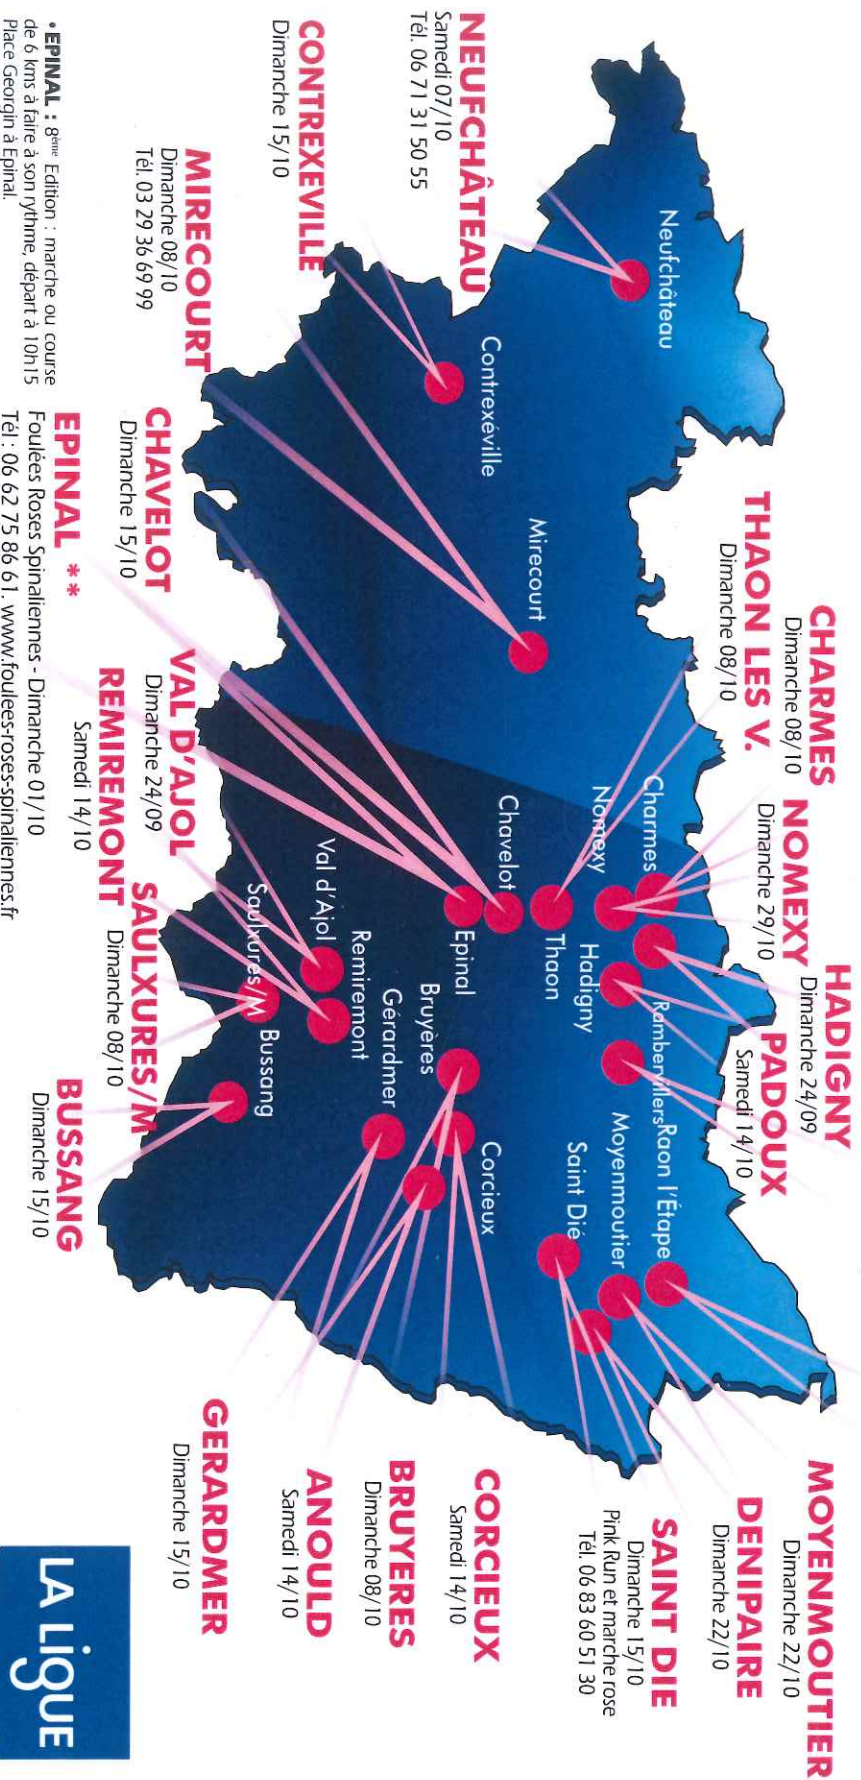 CHARMES
Dimanche 08/10
NOMEXY
Dimanche 29/10
HADIGNY
Dimanche 24/09
PADOUX
Samedi 14/10
THAON LES V.
Dimanche 08/10
MOYENMOUTIER
Dimanche 22/10
DENIPAIRE
Dimanche 22/10
SAINT DIE
Dimanche 15/10
Pink Run et marche rose
Tél. 06 83 60 51 30
CORCIEUX
Samedi 14/10
BRUYERES
Dimanche 08/10
ANOULD
Samedi 14/10
GERARDMER
Dimanche 15/10
NEUFCHÂTEAU
Samedi 07/10
Tél. 06 71 31 50 55
CONTREXEVILLE
Dimanche 15/10
MIRECOURT
Dimanche 08/10
Tél. 03 29 36 69 99
CHAVELOT
Dimanche 15/10
VAL D'AJOL
Dimanche 24/09
REMIREMONT
Samedi 14/10
SAULXURES/M
Dimanche 08/10
BUSSANG
Dimanche 15/10
EPINAL **
Foulées Roses Spinaliennes - Dimanche 01/10
Tél : 06 62 75 86 61. www.foulees-roses-spinaliennes.fr
Neufchâteau
Contrexéville
Mirecourt
Charmes
Nomexy
Chavelot
Thaon
Hadigny
Rambervillers
Raon l'Étape
Moyenmoutier
Saint Dié
Epinal
Bruyères
Corcieux
Gérardmer
Remiremont
Val d'Ajol
Saulxures/M
Bussang
• EPINAL : 8ème Edition : marche ou course
de 6 kms à faire à son rythme, départ à 10h15
Place Georgin à Epinal.
LA LIGUE